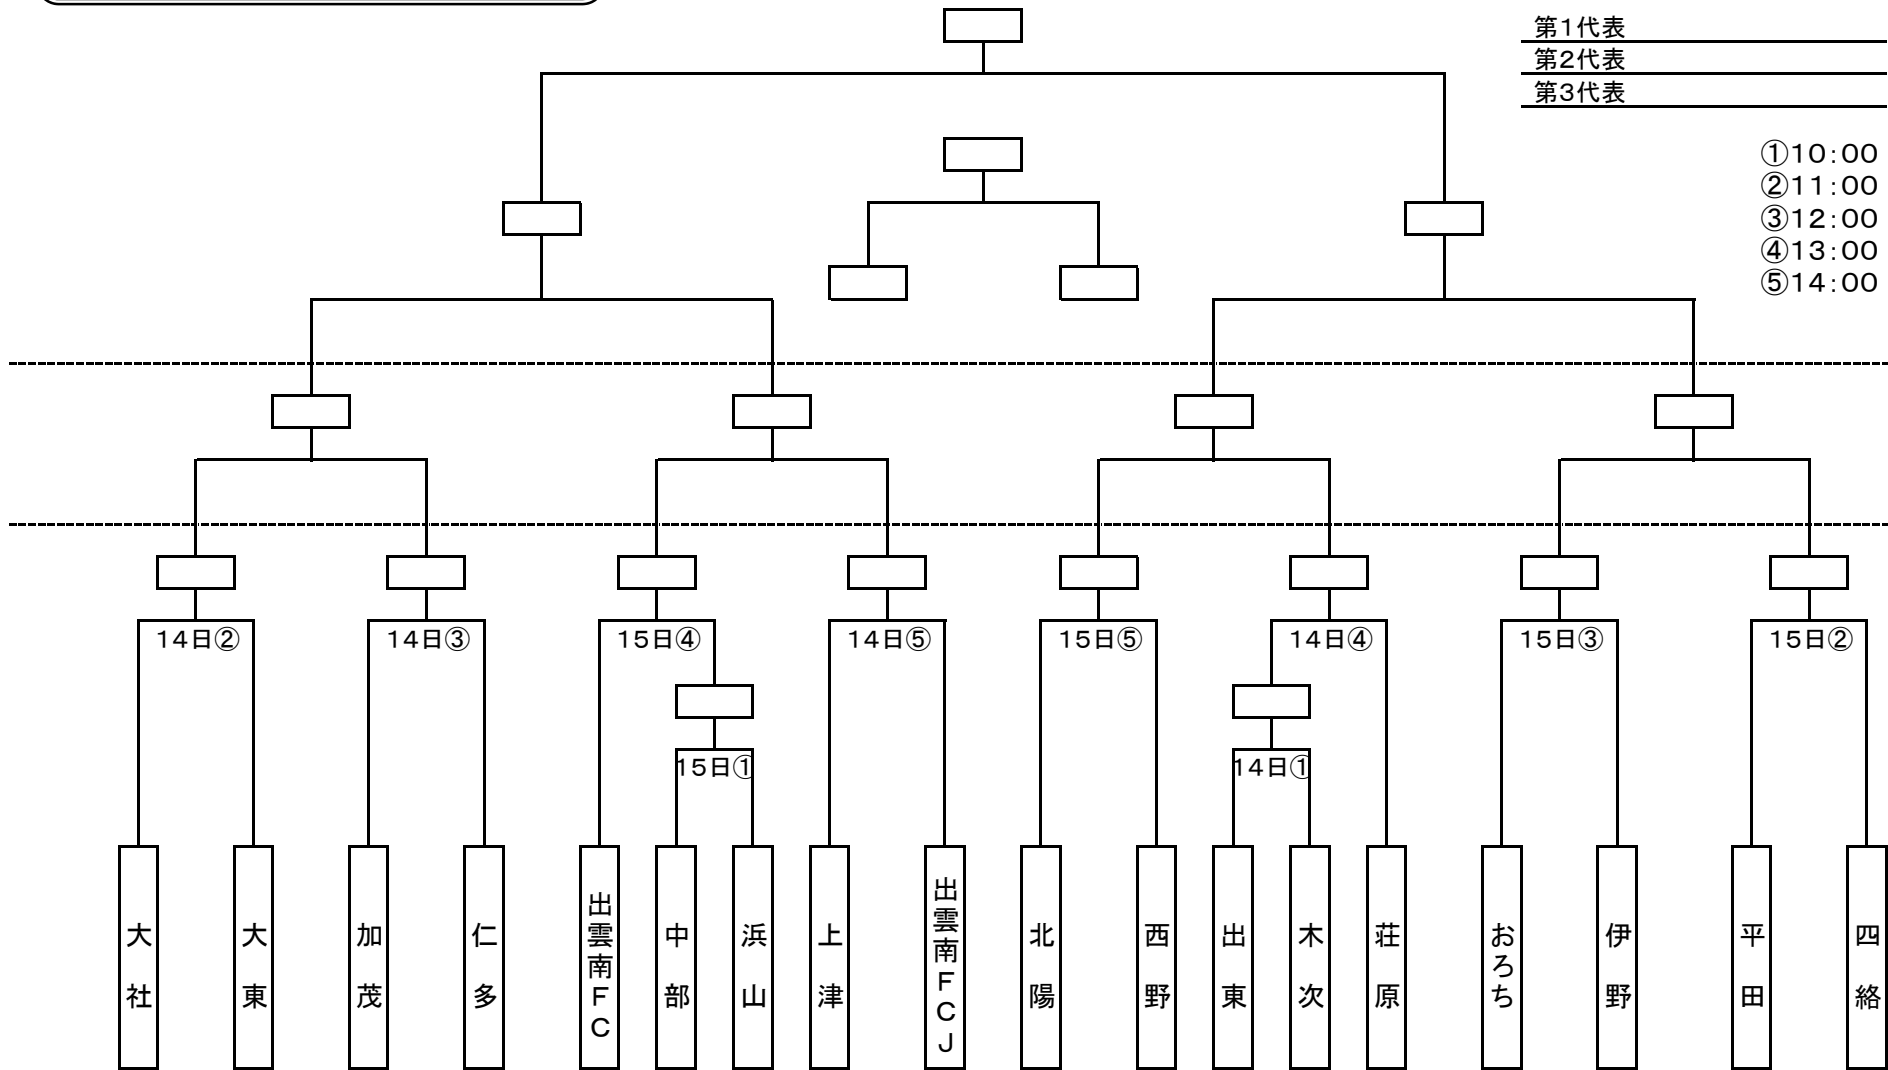 第1代表
第2代表
第3代表
①10:00
②11:00
③12:00
④13:00
⑤14:00
14日②
14日③
15日④
14日⑤
15日⑤
14日④
15日③
15日②
15日①
14日①
大社
大東
加茂
仁多
出雲南FC
中部
浜山
上津
出雲南FCJ
北陽
西野
出東
木次
荘原
おろち
伊野
平田
四絡